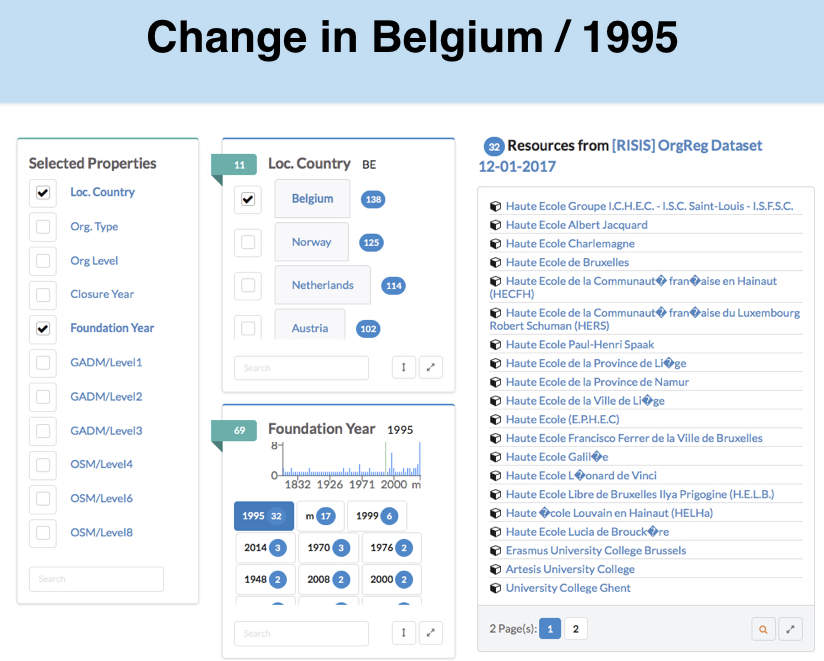 Change in Belgium / 1995
Selected Properties
Loc. Country
Org. Type
Org Level
Closure Year
Foundation Year
GADM/Level1
GADM/Level2
GADM/Level3
OSM/Level4
OSM/Level6
OSM/Level8
Search
11 Loc. Country BE
Belgium 138
Norway 125
Netherlands 114
Austria 102
Search
69 Foundation Year 1995
8
0
1832 1926 1971 2000 m
1995 32 m 17 1999 6
2014 3 1970 3 1976 2
1948 2 2008 2 2000 2
Search
32 Resources from [RISIS] OrgReg Dataset
12-01-2017
Haute Ecole Groupe I.C.H.E.C. - I.S.C. Saint-Louis - I.S.F.S.C.
Haute Ecole Albert Jacquard
Haute Ecole Charlemagne
Haute Ecole de Bruxelles
Haute Ecole de la Communaut� fran�aise en Hainaut
(HECFH)
Haute Ecole de la Communaut� fran�aise du Luxembourg
Robert Schuman (HERS)
Haute Ecole Paul-Henri Spaak
Haute Ecole de la Province de Li�ge
Haute Ecole de la Province de Namur
Haute Ecole de la Ville de Li�ge
Haute Ecole (E.P.H.E.C)
Haute Ecole Francisco Ferrer de la Ville de Bruxelles
Haute Ecole Galil�e
Haute Ecole L�onard de Vinci
Haute Ecole Libre de Bruxelles Ilya Prigogine (H.E.L.B.)
Haute �cole Louvain en Hainaut (HELHa)
Haute Ecole Lucia de Brouck�re
Erasmus University College Brussels
Artesis University College
University College Ghent
2 Page(s): 1 2